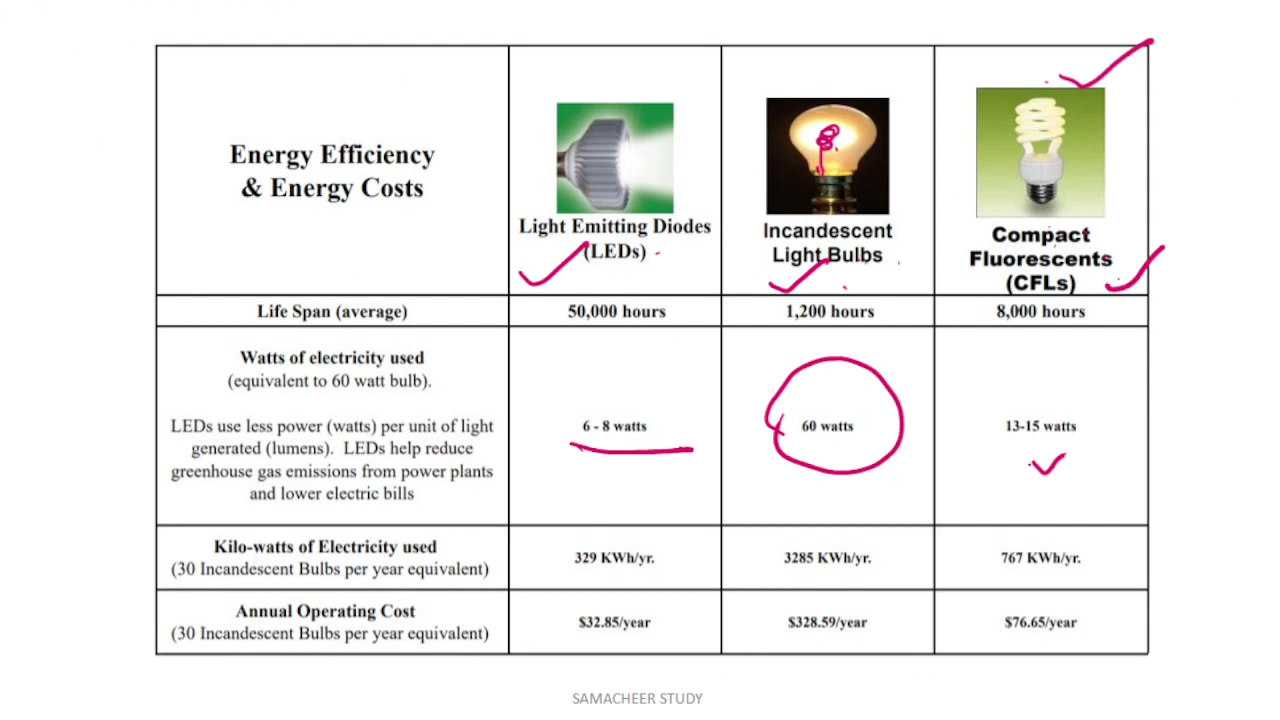 Energy Efficiency
& Energy Costs
Light Emitting Diodes
(LEDs)
Incandescent
Light Bulbs
Compact
Fluorescents
(CFLs)
Life Span (average)
50,000 hours
1,200 hours
8,000 hours
Watts of electricity used
(equivalent to 60 watt bulb).
LEDs use less power (watts) per unit of light
generated (lumens). LEDs help reduce
greenhouse gas emissions from power plants
and lower electric bills
6 - 8 watts
60 watts
13-15 watts
Kilo-watts of Electricity used
(30 Incandescent Bulbs per year equivalent)
329 KWh/yr.
3285 KWh/yr.
767 KWh/yr.
Annual Operating Cost
(30 Incandescent Bulbs per year equivalent)
$32.85/year
$328.59/year
$76.65/year
SAMACHEER STUDY